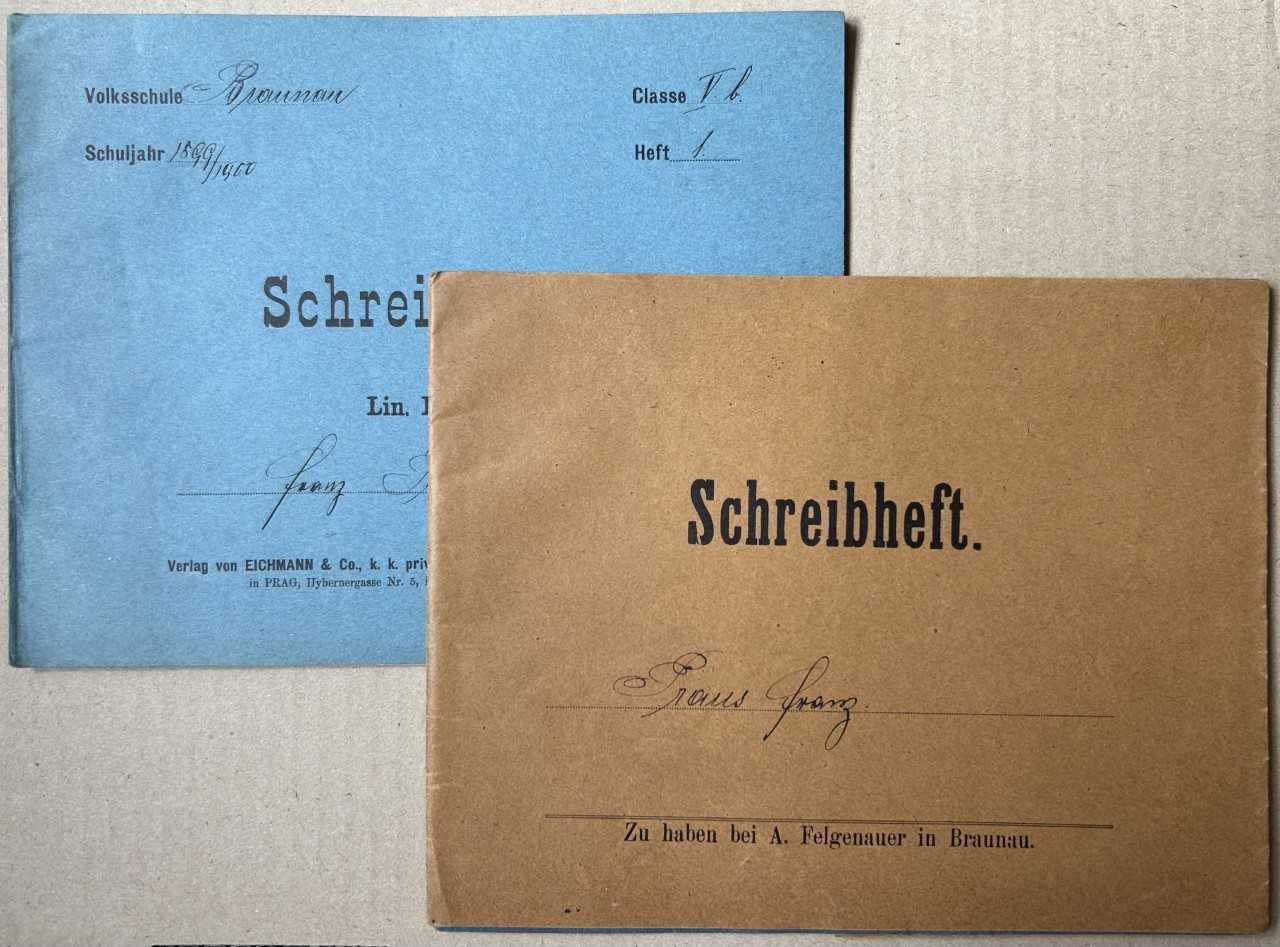 Volksschule Braunau
Classe V. b.
Schuljahr 1899/1900
Heft 1.
Schrei
Lin.
Franz
Verlag von EICHMANN & Co., k. k. priv
in PRAG, Hybernergasse Nr. 5,
Schreibheft.
Franz.
Zu haben bei A. Felgenauer in Braunau.